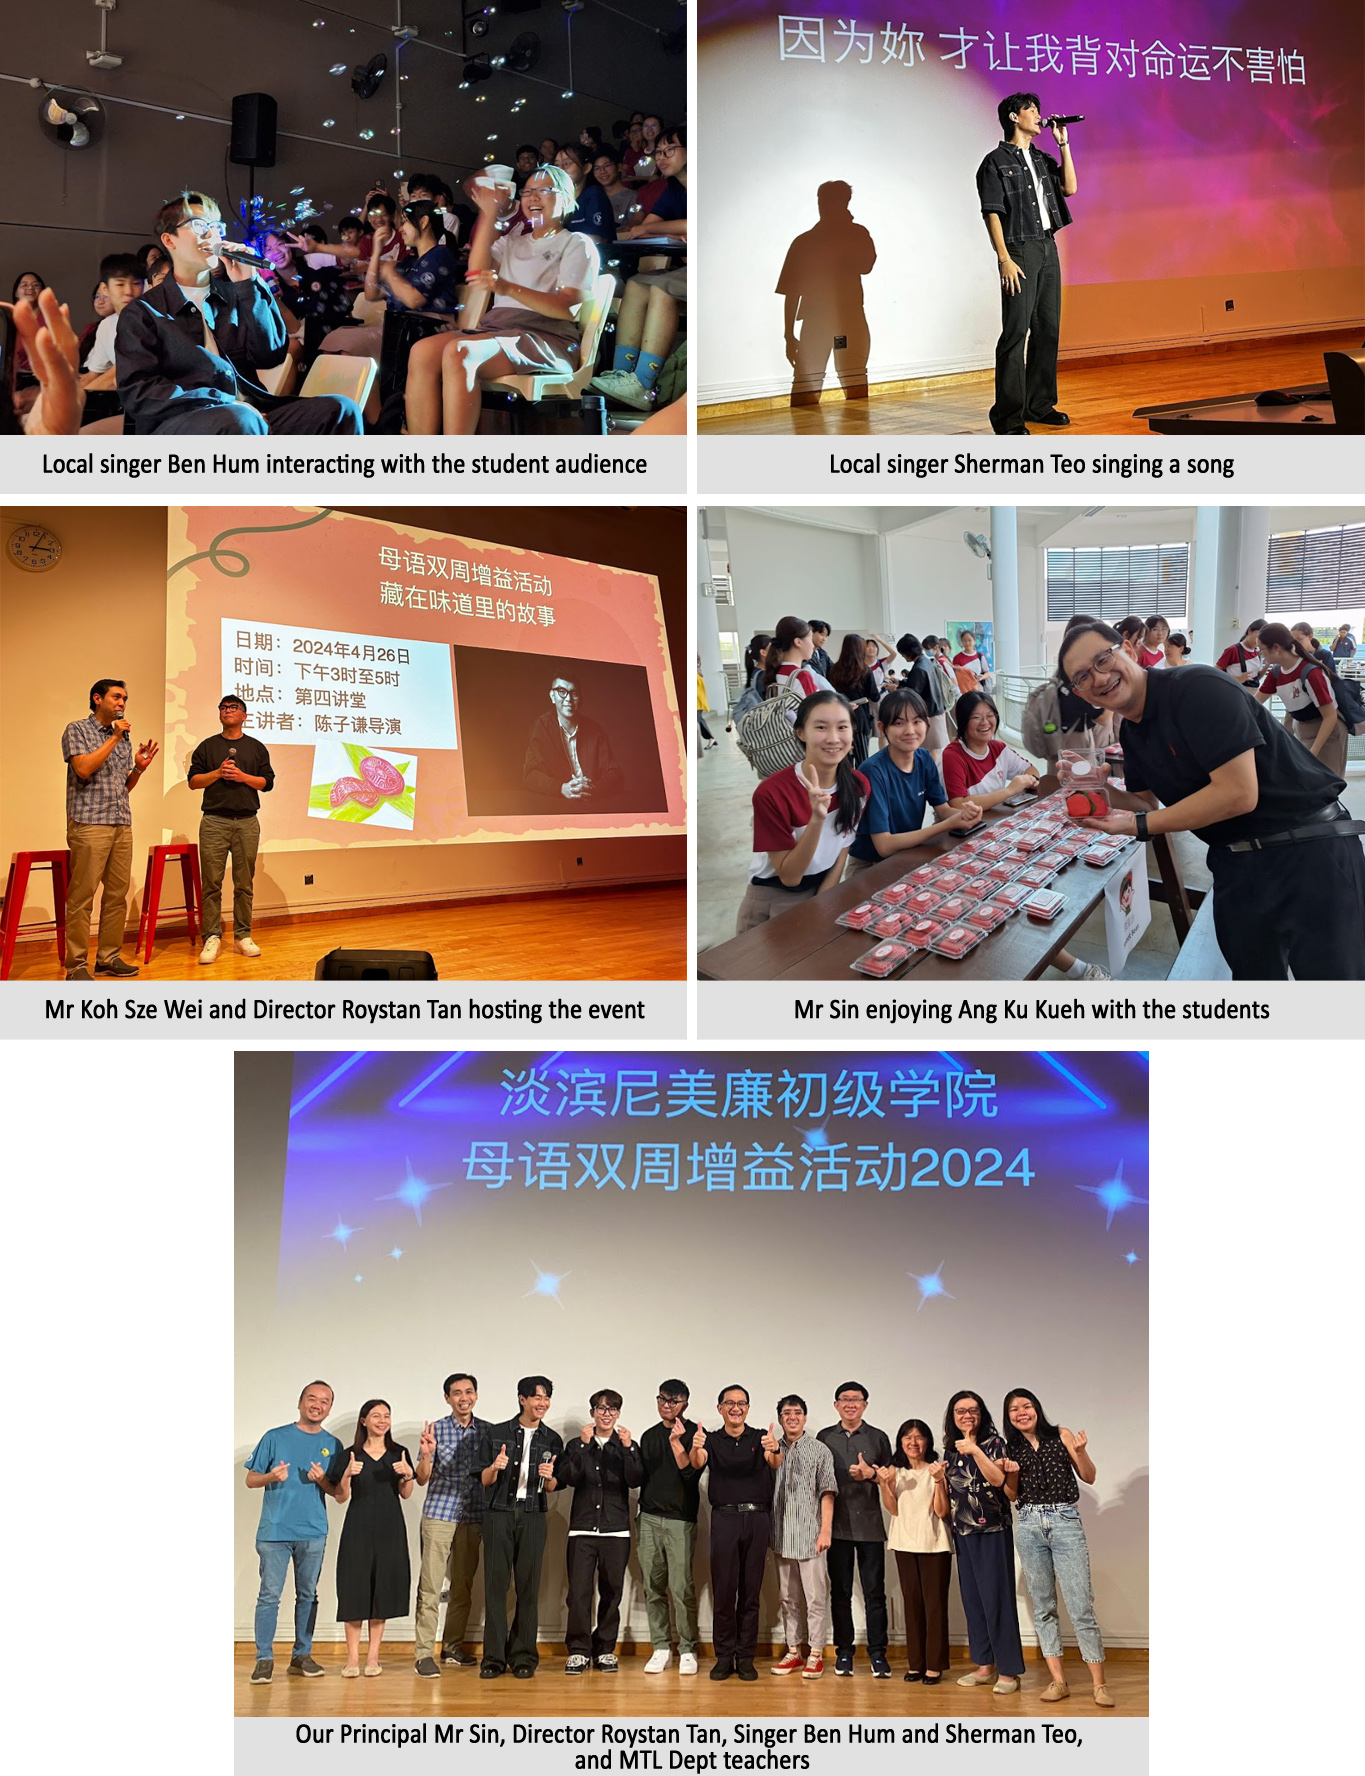 因为妳 才让我背对命运不害怕
Local singer Ben Hum interacting with the student audience
Local singer Sherman Teo singing a song
母语双周增益活动
藏在味道里的故事
日期：2024年4月26日
时间：下午3时至5时
地点：第四讲堂
主讲者：陈子谦导演
Mr Koh Sze Wei and Director Roystan Tan hosting the event
Mr Sin enjoying Ang Ku Kueh with the students
淡滨尼美廉初级学院
母语双周增益活动2024
Our Principal Mr Sin, Director Roystan Tan, Singer Ben Hum and Sherman Teo,
and MTL Dept teachers